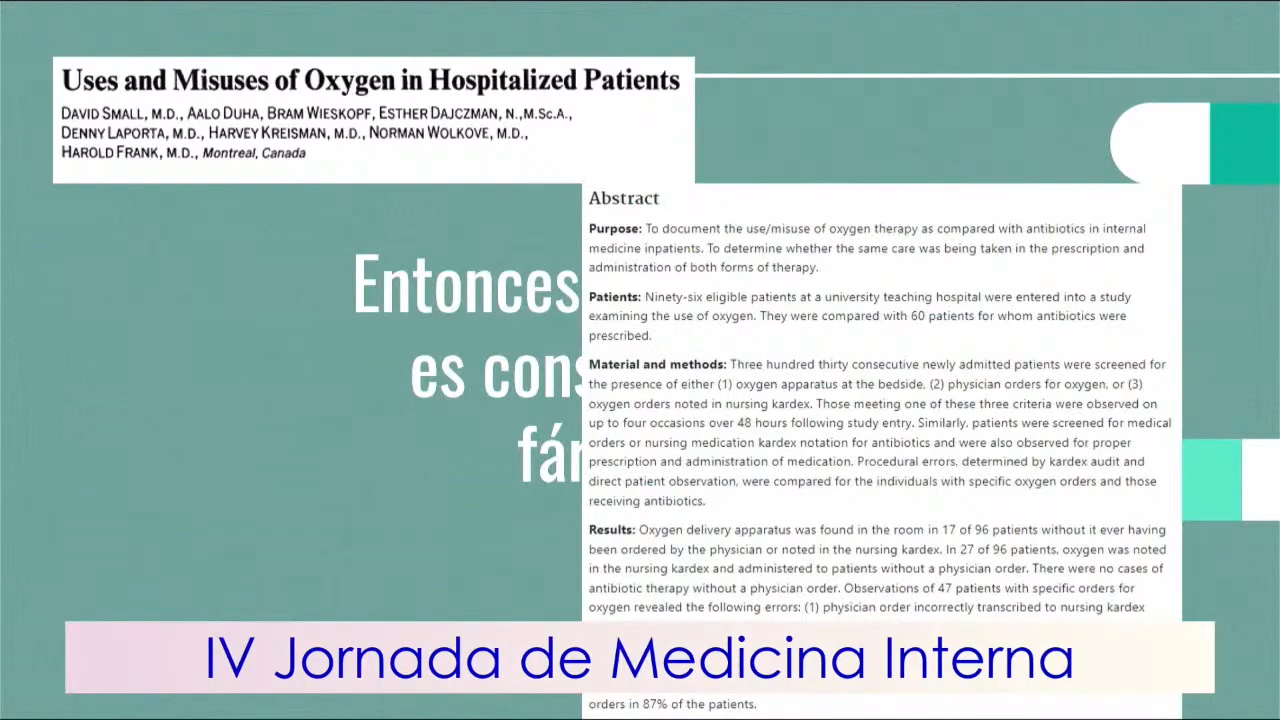 Uses and Misuses of Oxygen in Hospitalized Patients
DAVID SMALL, M.D., AALO DUHA, BRAM WIESKOPF, ESTHER DAJCZMAN, N.,M.SC.A.,
DENNY LAPORTA, M.D., HARVEY KREISMAN, M.D., NORMAN WOLKOVE, M.D.,
HAROLD FRANK, M.D., Montreal, Canada
Entonces
es cons
fár
Abstract
Purpose: To document the use/misuse of oxygen therapy as compared with antibiotics in internal
medicine inpatients. To determine whether the same care was being taken in the prescription and
administration of both forms of therapy.
Patients: Ninety-six eligible patients at a university teaching hospital were entered into a study
examining the use of oxygen. They were compared with 60 patients for whom antibiotics were
prescribed.
Material and methods: Three hundred thirty consecutive newly admitted patients were screened for
the presence of either (1) oxygen apparatus at the bedside, (2) physician orders for oxygen, or (3)
oxygen orders noted in nursing kardex. Those meeting one of these three criteria were observed on
up to four occasions over 48 hours following study entry. Similarly, patients were screened for medical
orders or nursing medication kardex notation for antibiotics and were also observed for proper
prescription and administration of medication. Procedural errors, determined by kardex audit and
direct patient observation, were compared for the individuals with specific oxygen orders and those
receiving antibiotics.
Results: Oxygen delivery apparatus was found in the room in 17 of 96 patients without it ever having
been ordered by the physician or noted in the nursing kardex. In 27 of 96 patients, oxygen was noted
in the nursing kardex and administered to patients without a physician order. There were no cases of
antibiotic therapy without a physician order. Observations of 47 patients with specific orders for
oxygen revealed the following errors: (1) physician order incorrectly transcribed to nursing kardex
IV Jornada de Medicina Interna
orders in 87% of the patients.